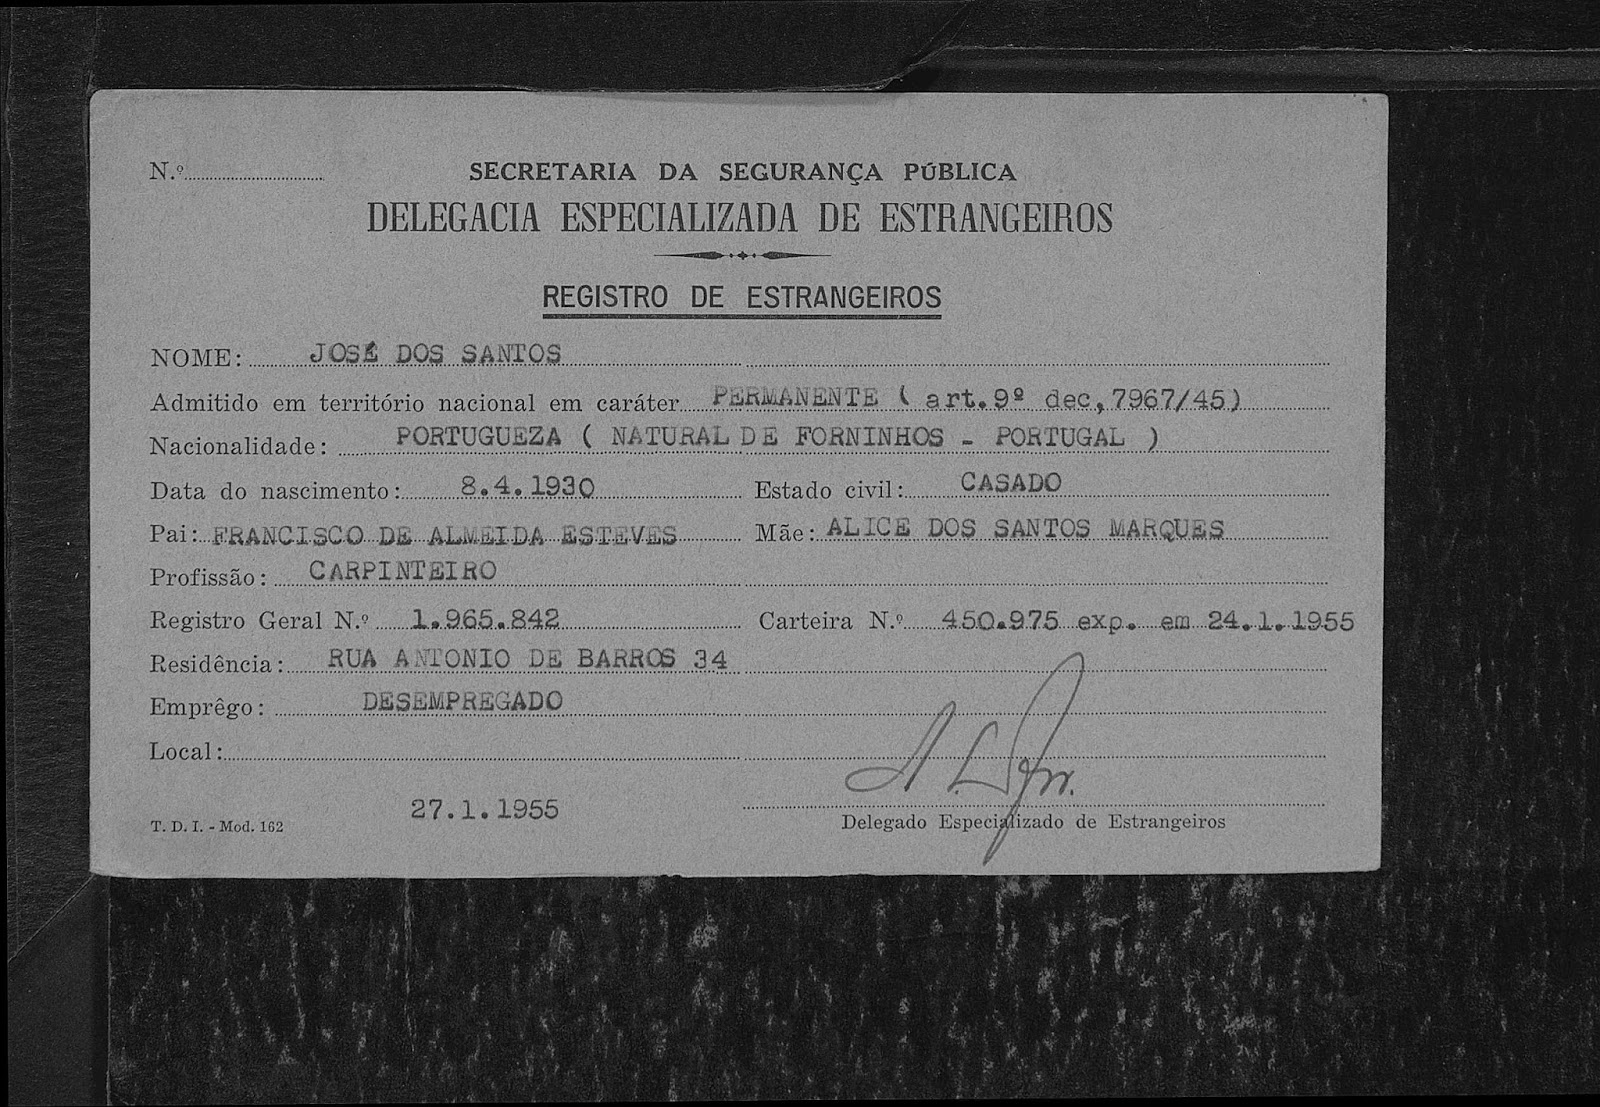 N.º
SECRETARIA DA SEGURANÇA PÚBLICA
DELEGACIA ESPECIALIZADA DE ESTRANGEIROS
REGISTRO DE ESTRANGEIROS
NOME: JOSÉ DOS SANTOS
Admitido em território nacional em caráter PERMANENTE ( art.9º dec,7967/45)
Nacionalidade: PORTUGUEZA ( NATURAL DE FORNINHOS - PORTUGAL )
Data do nascimento: 8.4.1930 Estado civil: CASADO
Pai: FRANCISCO DE ALMEIDA ESTEVES Mãe: ALICE DOS SANTOS MARQUES
Profissão: CARPINTEIRO
Registro Geral N.º 1.965.842 Carteira N.º 450.975 exp. em 24.1.1955
Residência: RUA ANTONIO DE BARROS 34
Emprêgo: DESEMPREGADO
Local:
27.1.1955
T. D. I. - Mod. 162 Delegado Especializado de Estrangeiros